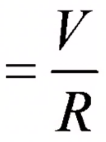 = V/R